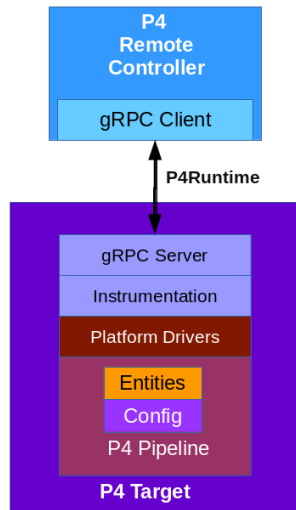 P4
Remote
Controller
gRPC Client
P4Runtime
gRPC Server
Instrumentation
Platform Drivers
Entities
Config
P4 Pipeline
P4 Target